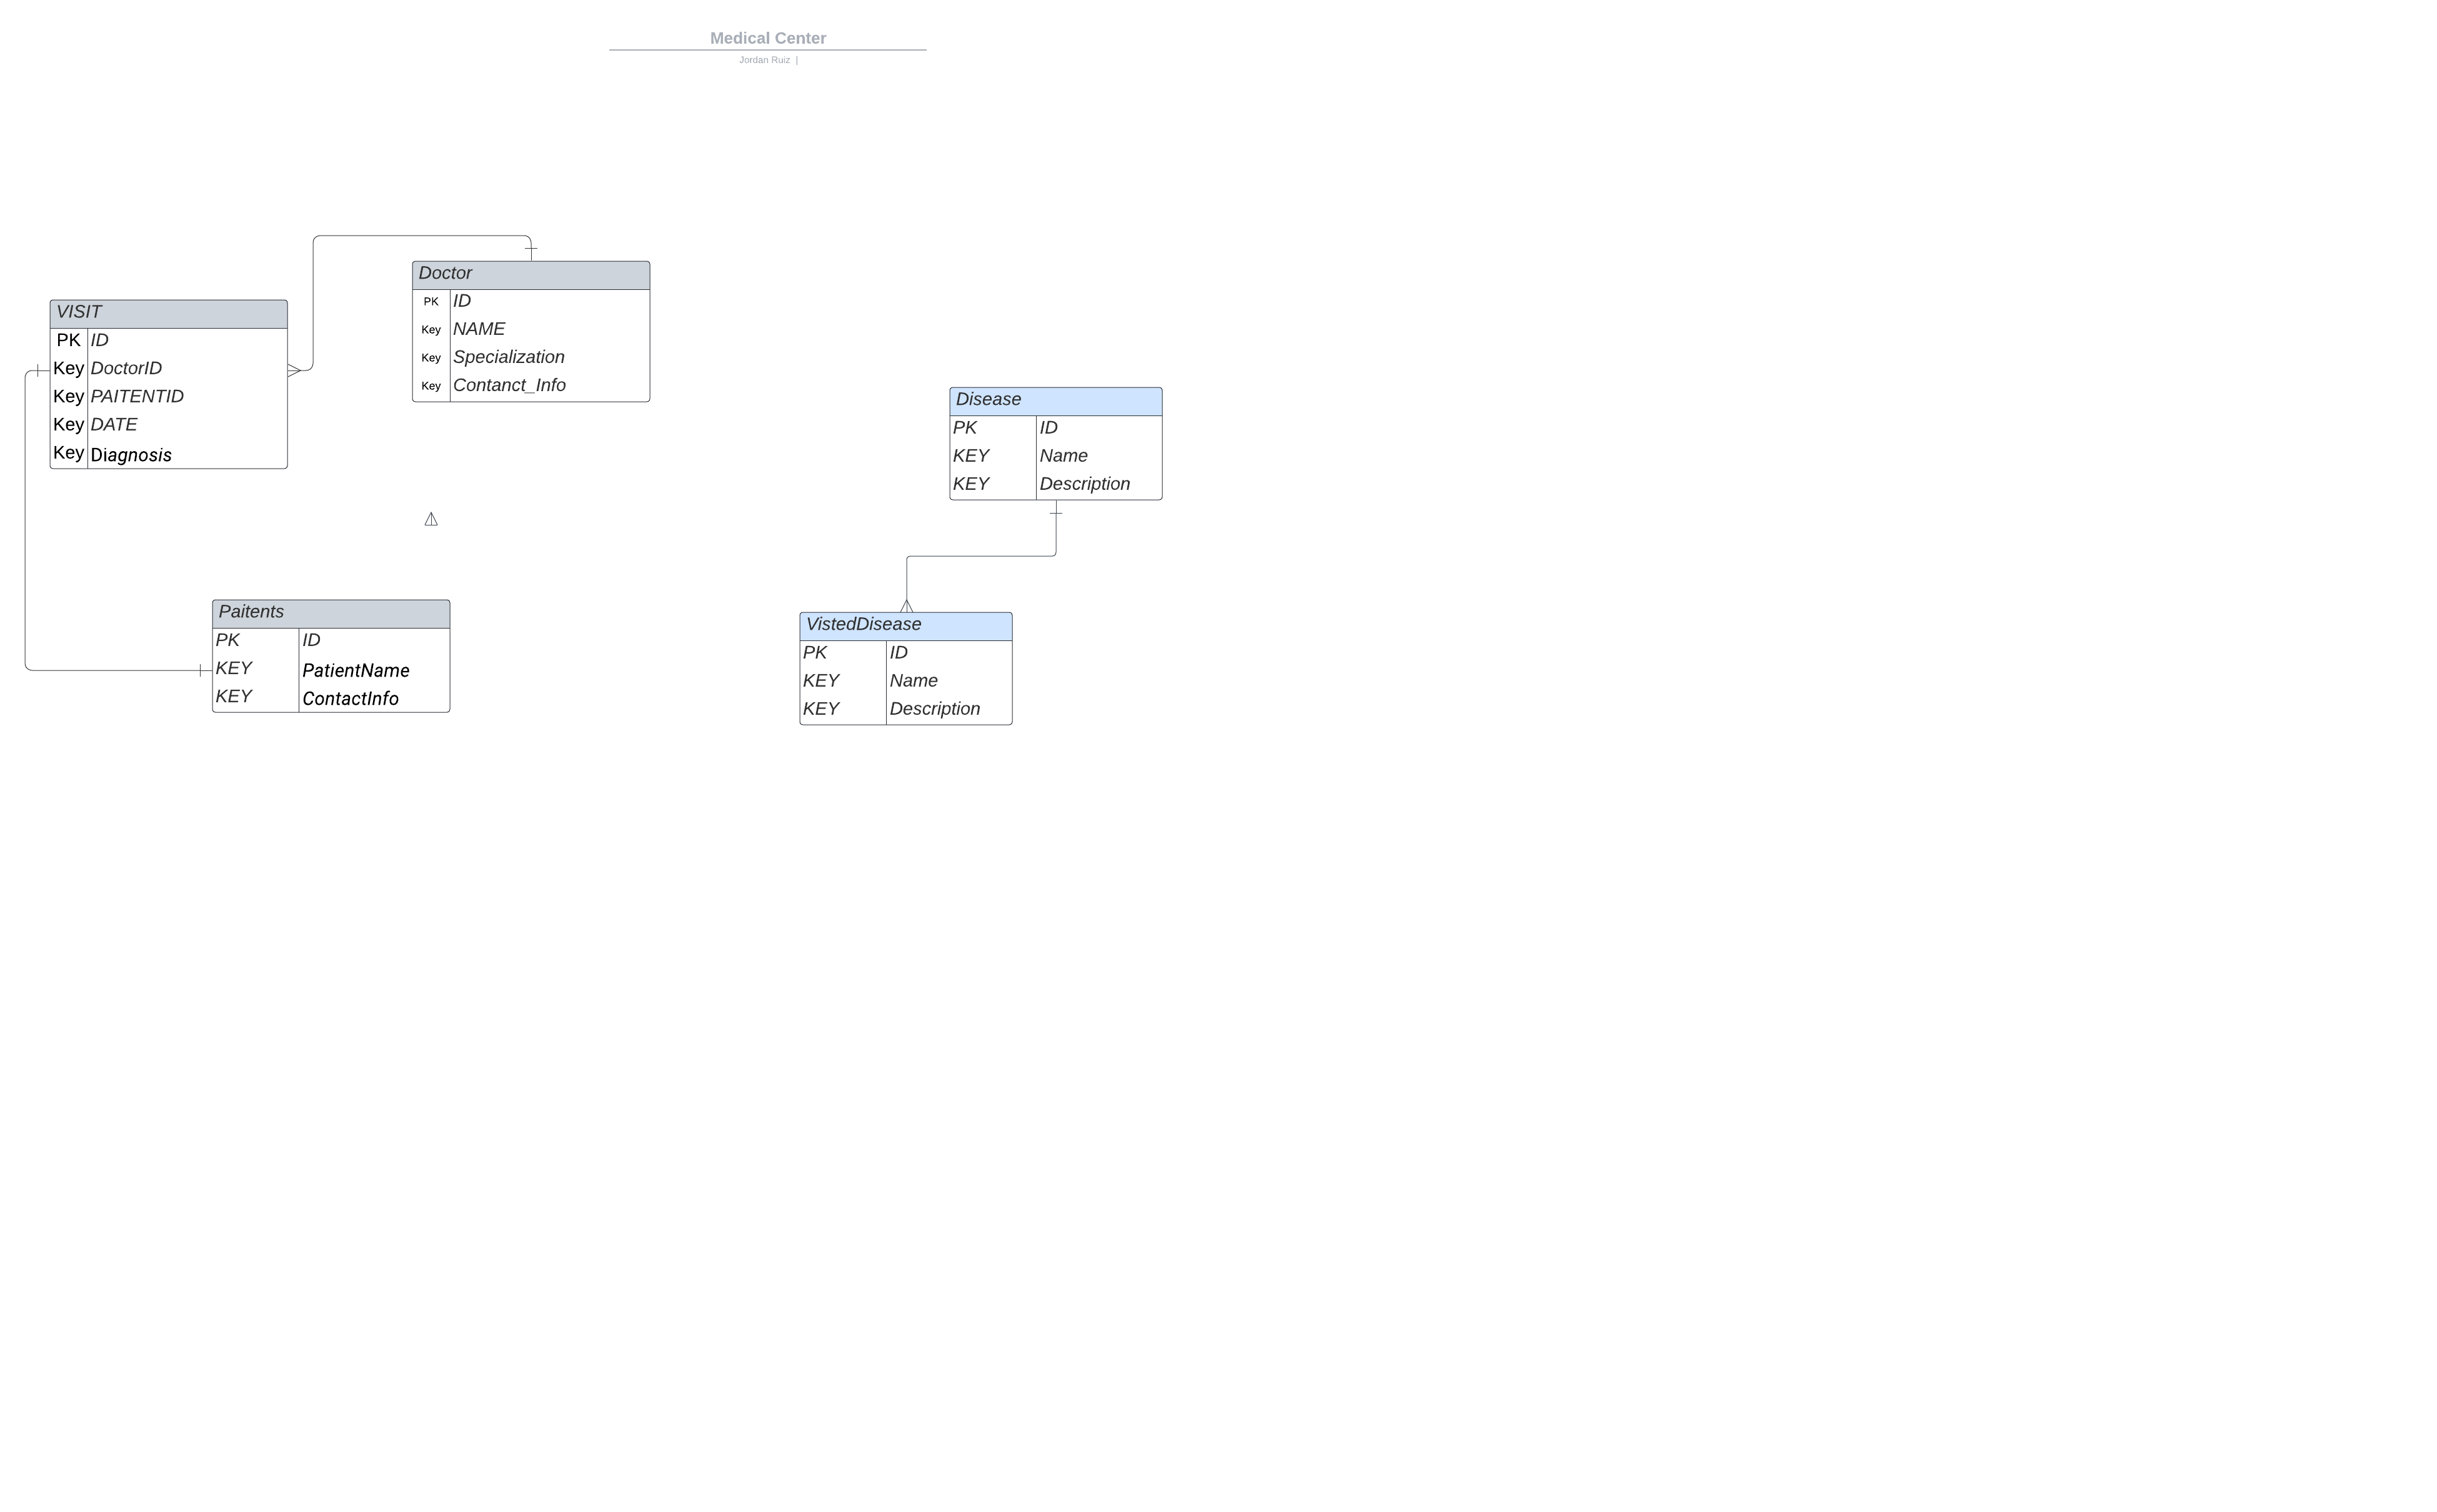 Medical Center
Jordan Ruiz |
Doctor
PK ID
Key NAME
Key Specialization
Key Contanct_Info
VISIT
PK ID
Key DoctorID
Key PAITENTID
Key DATE
Key Diagnosis
Disease
PK ID
KEY Name
KEY Description
Paitents
PK ID
KEY PatientName
KEY ContactInfo
VistedDisease
PK ID
KEY Name
KEY Description